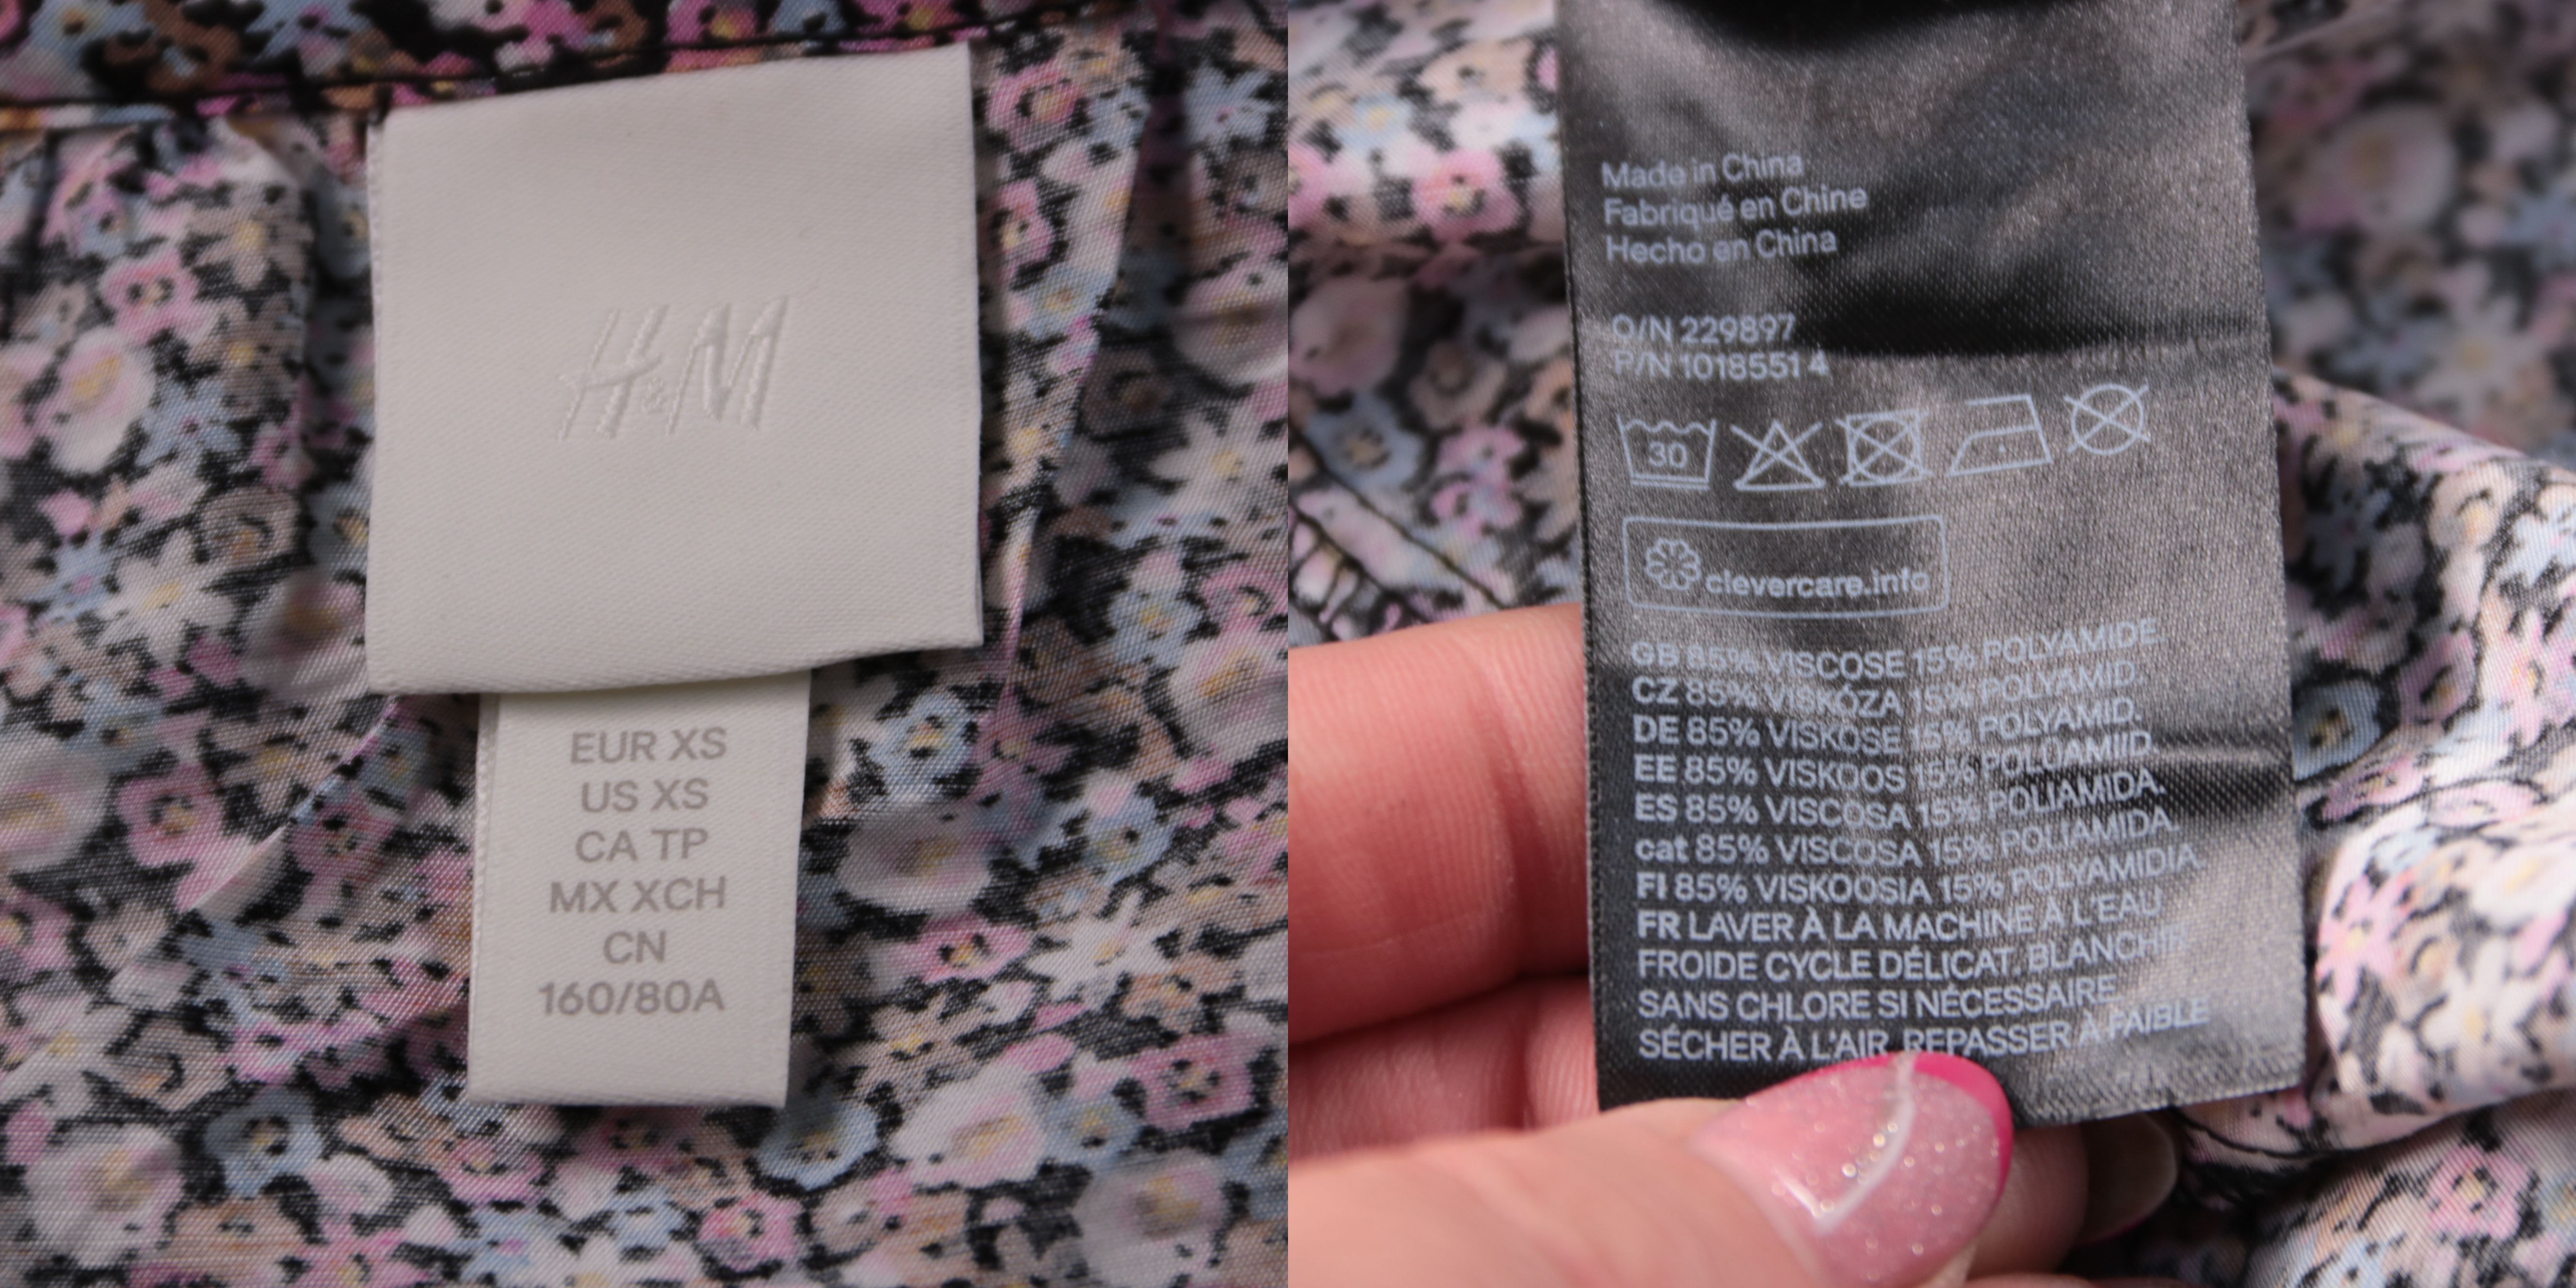 H&M
EUR XS
US XS
CA TP
MX XCH
CN
160/80A
Made in China
Fabriqué en Chine
Hecho en China
O/N 229897
P/N 1018551 4
30
clevercare.info
GB 85% VISCOSE 15% POLYAMIDE.
CZ 85% VISKÓZA 15% POLYAMID.
DE 85% VISKOSE 15% POLYAMID.
EE 85% VISKOOS 15% POLÜAMIID.
ES 85% VISCOSA 15% POLIAMIDA.
cat 85% VISCOSA 15% POLIAMIDA.
FI 85% VISKOOSIA 15% POLYAMIDIA.
FR LAVER À LA MACHINE À L'EAU
FROIDE CYCLE DÉLICAT. BLANCHIR
SANS CHLORE SI NÉCESSAIRE.
SÉCHER À L'AIR. REPASSER À FAIBLE